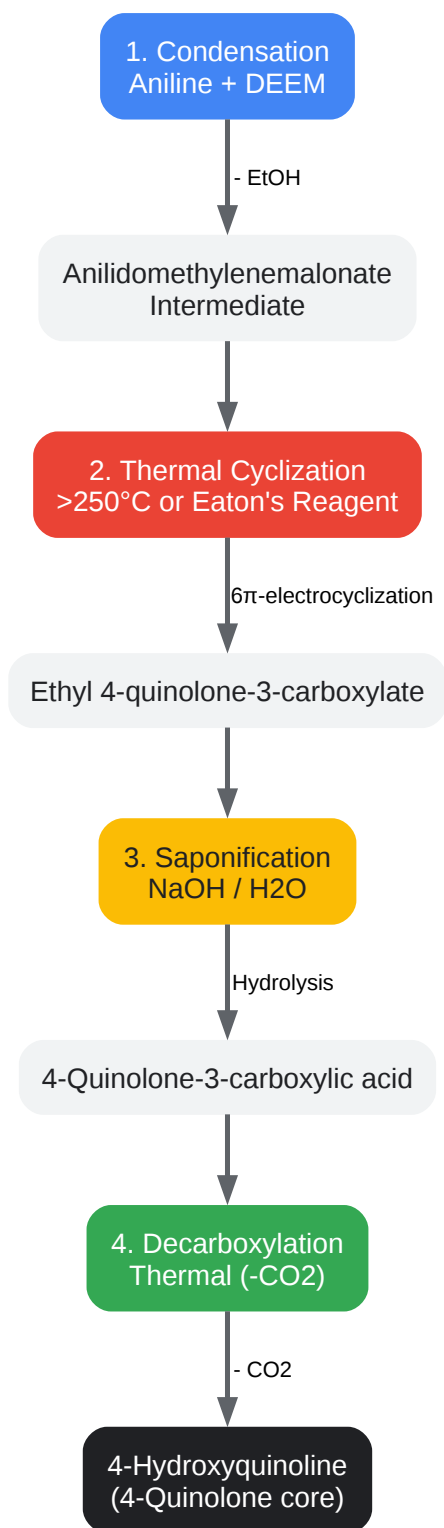 1. Condensation
Aniline + DEEM
- EtOH
Anilidomethylenemalonate
Intermediate
2. Thermal Cyclization
>250°C or Eaton's Reagent
6π-electrocyclization
Ethyl 4-quinolone-3-carboxylate
3. Saponification
NaOH / H2O
Hydrolysis
4-Quinolone-3-carboxylic acid
4. Decarboxylation
Thermal (-CO2)
- CO2
4-Hydroxyquinoline
(4-Quinolone core)